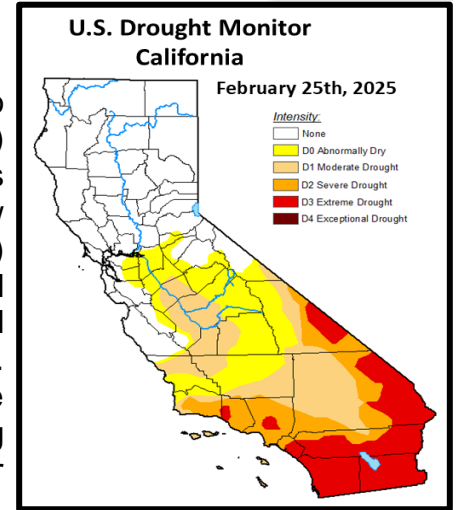 U.S. Drought Monitor
California
February 25th, 2025
Intensity:
None
D0 Abnormally Dry
D1 Moderate Drought
D2 Severe Drought
D3 Extreme Drought
D4 Exceptional Drought